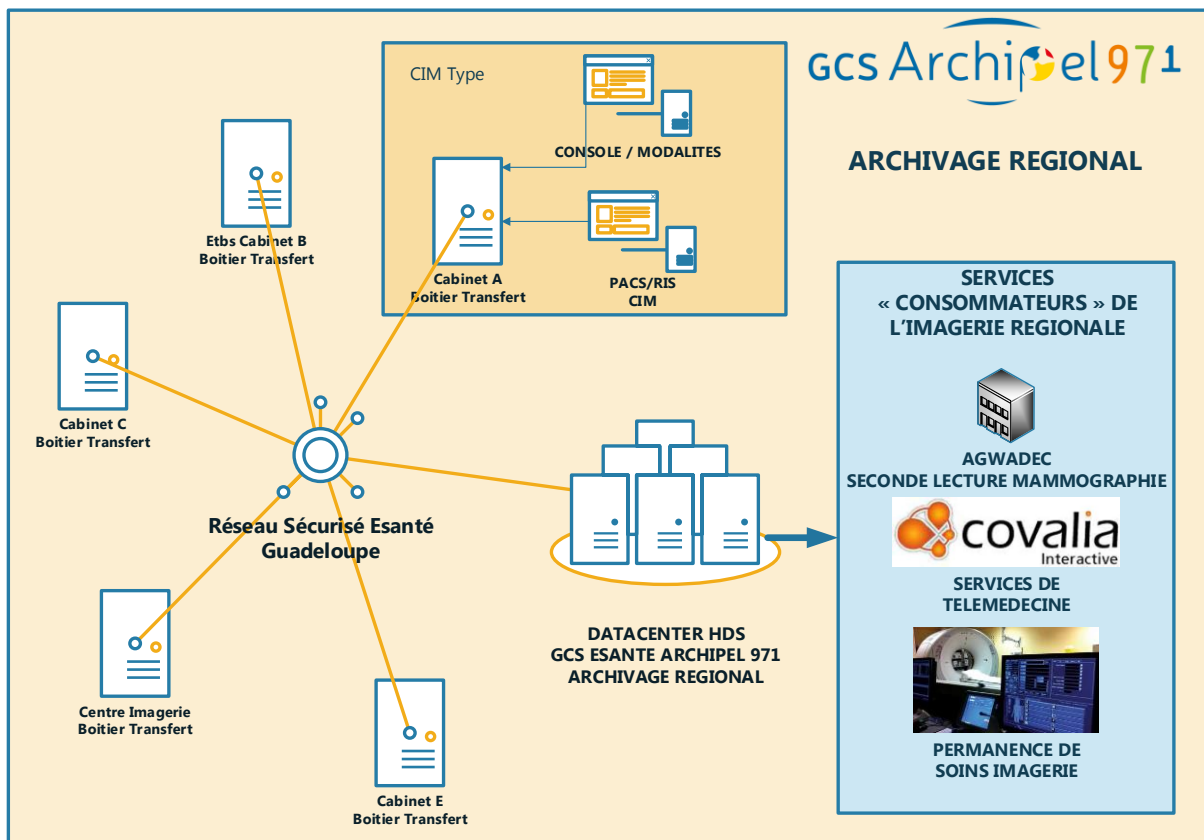 GCS Archipel971
ARCHIVAGE REGIONAL
CIM Type
CONSOLE / MODALITES
Cabinet A
Boitier Transfert
PACS/RIS
CIM
Etbs Cabinet B
Boitier Transfert
Cabinet C
Boitier Transfert
Réseau Sécurisé Esanté
Guadeloupe
Centre Imagerie
Boitier Transfert
Cabinet E
Boitier Transfert
DATACENTER HDS
GCS ESANTE ARCHIPEL 971
ARCHIVAGE REGIONAL
SERVICES
« CONSOMMATEURS » DE
L'IMAGERIE REGIONALE
AGWADEC
SECONDE LECTURE MAMMOGRAPHIE
covalia
Interactive
SERVICES DE
TELEMEDECINE
PERMANENCE DE
SOINS IMAGERIE